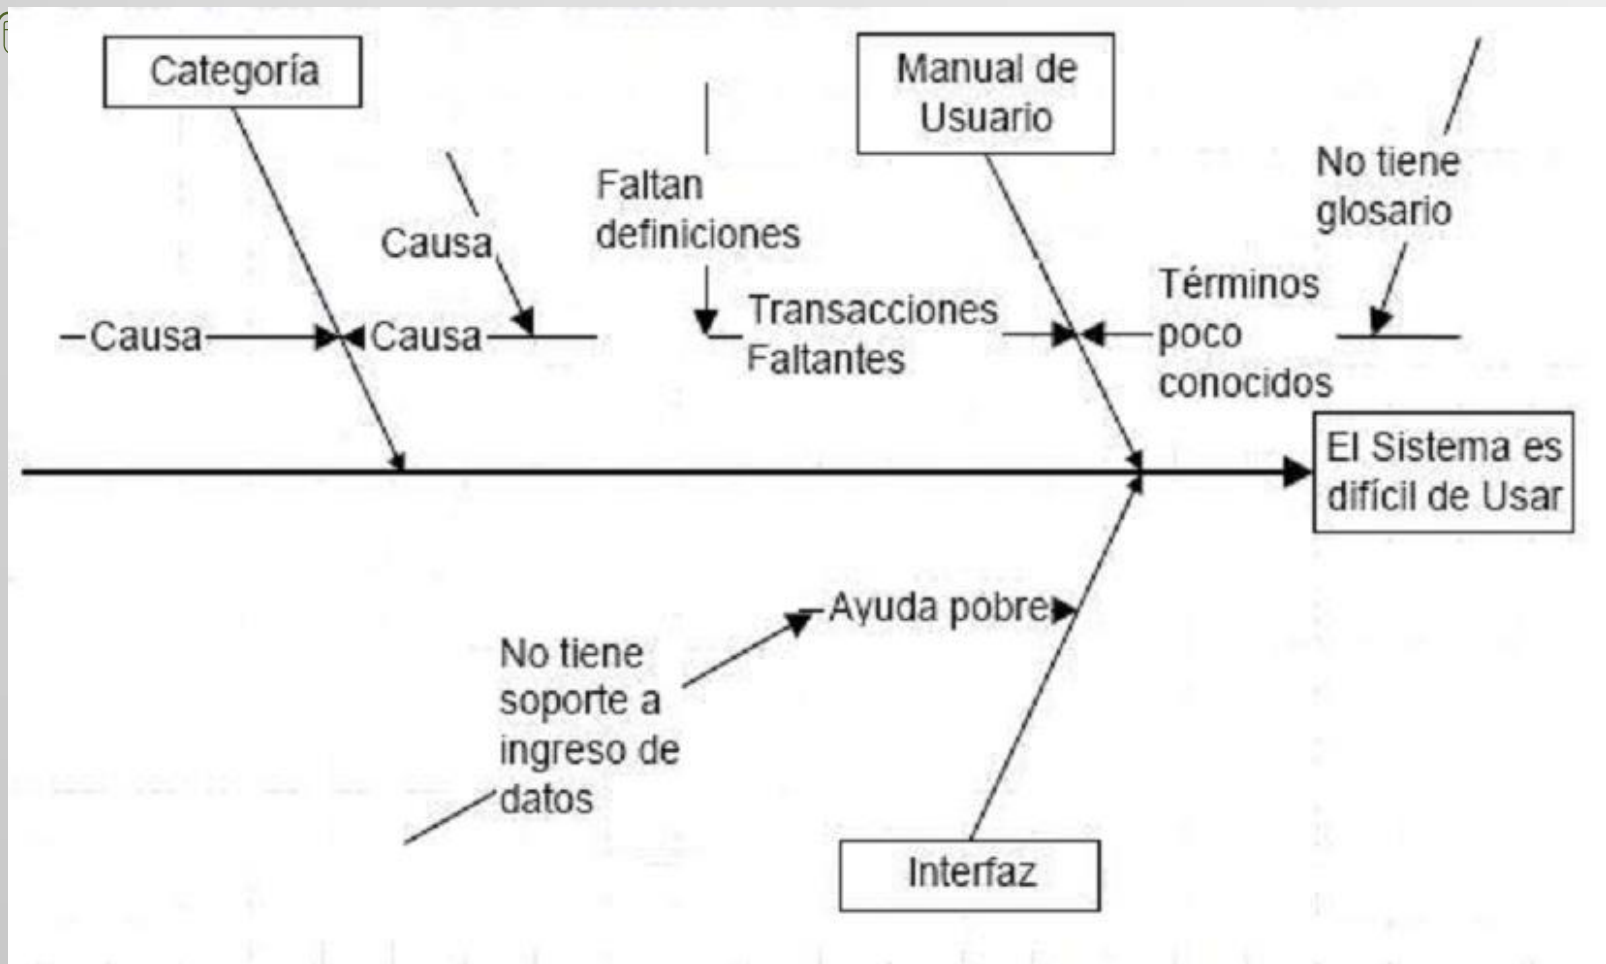 Categoría
Manual de
Usuario
No tiene
glosario
Faltan
definiciones
Causa
Causa
Causa
Transacciones
Faltantes
Términos
poco
conocidos
El Sistema es
difícil de Usar
Ayuda pobre
No tiene
soporte a
ingreso de
datos
Interfaz